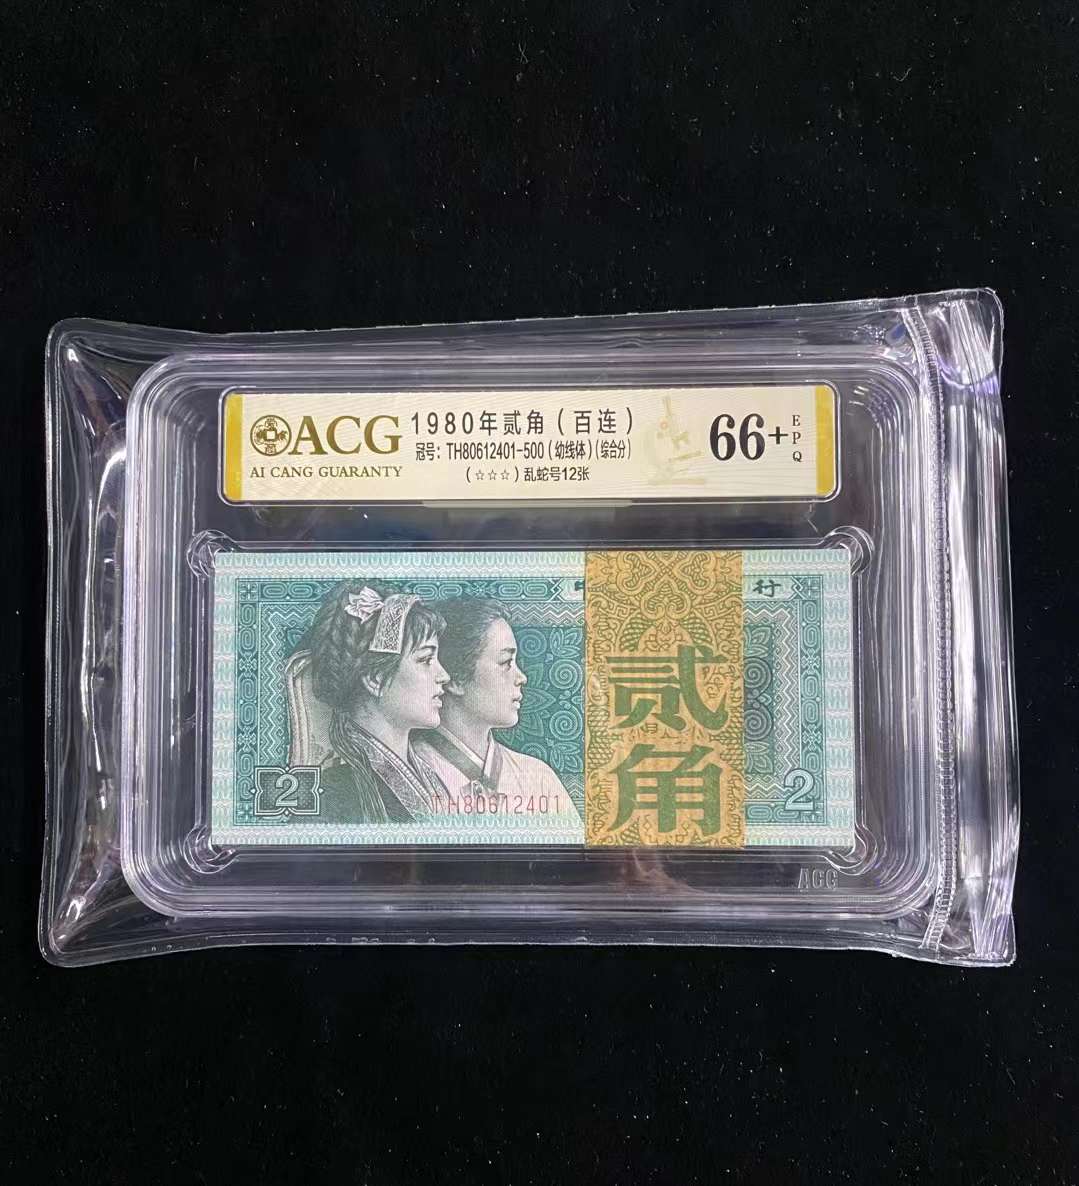 ACG
AI CANG GUARANTY
1980年贰角（百连）
冠号：TH80612401-500（幼线体）（综合分）
（☆☆☆）乱蛇号12张
66+
EPQ
行
贰
角
2
TH80612401
2
ACG